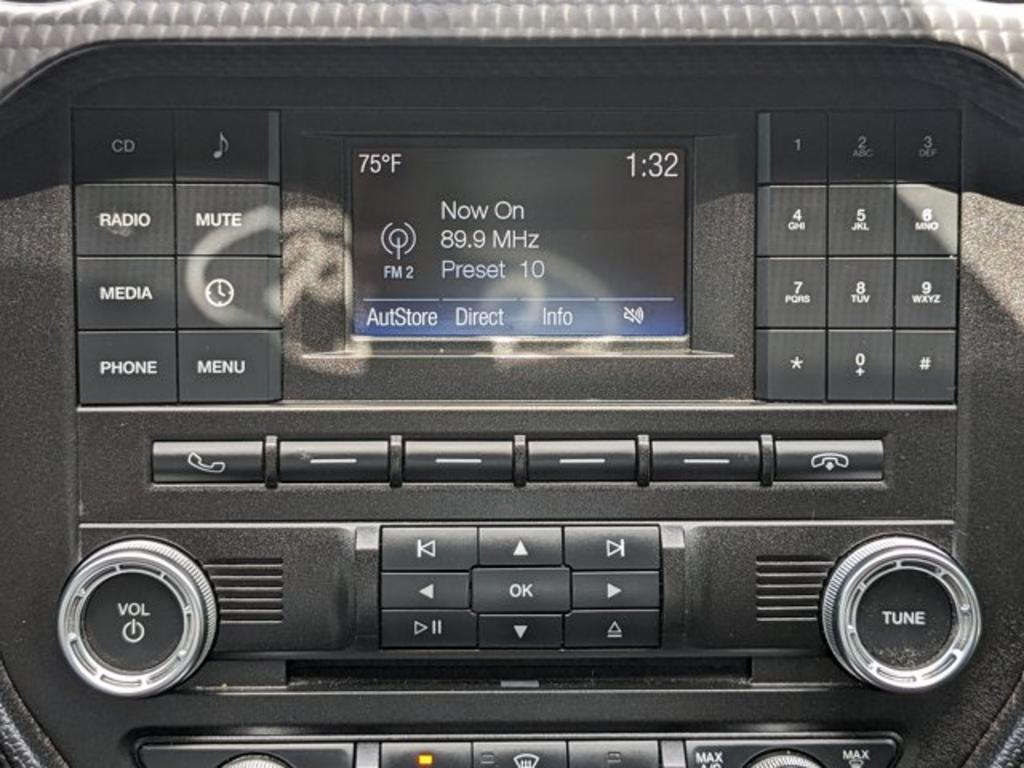 CD
75°F 1:32
1 2 ABC 3 DEF
RADIO MUTE
Now On
4 GHI 5 JKL 6 MNO
89.9 MHz
FM 2
Preset 10
MEDIA
7 PQRS 8 TUV 9 WXYZ
AutStore Direct Info
PHONE MENU
* 0 + #
OK
VOL
TUNE
MAX
A/C
MAX